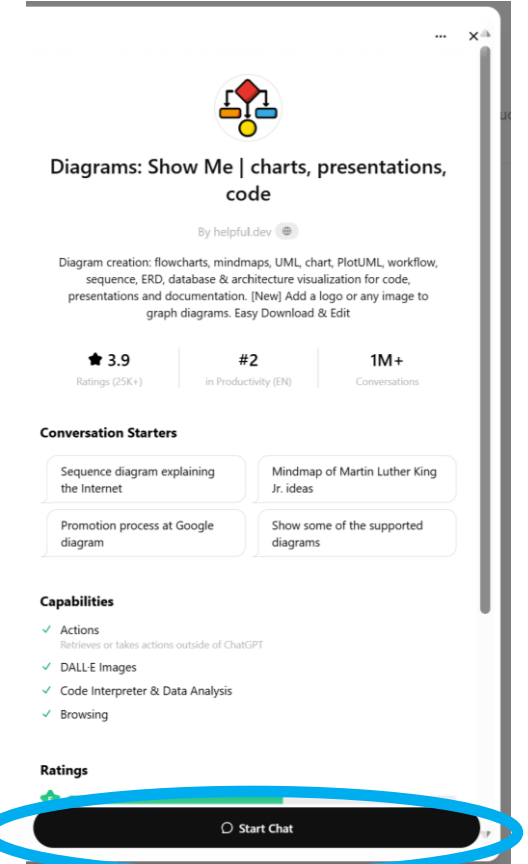 Diagrams: Show Me | charts, presentations,
code
By helpful.dev
Diagram creation: flowcharts, mindmaps, UML, chart, PlotUML, workflow,
sequence, ERD, database & architecture visualization for code,
presentations and documentation. [New] Add a logo or any image to
graph diagrams. Easy Download & Edit
3.9
#2
1M+
Ratings (25K+)
in Productivity (EN)
Conversations
Conversation Starters
Sequence diagram explaining
the Internet
Mindmap of Martin Luther King
Jr. ideas
Promotion process at Google
diagram
Show some of the supported
diagrams
Capabilities
Actions
Retrieves or takes actions outside of ChatGPT
DALL·E Images
Code Interpreter & Data Analysis
Browsing
Ratings
Start Chat